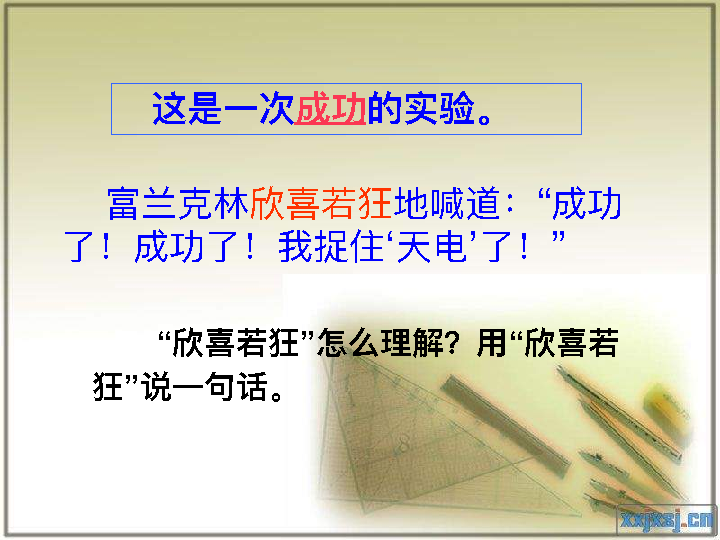 这是一次成功的实验。
富兰克林欣喜若狂地喊道：“成功
了！成功了！我捉住‘天电’了！”
“欣喜若狂”怎么理解？用“欣喜若
狂”说一句话。
xxjxsj.cn